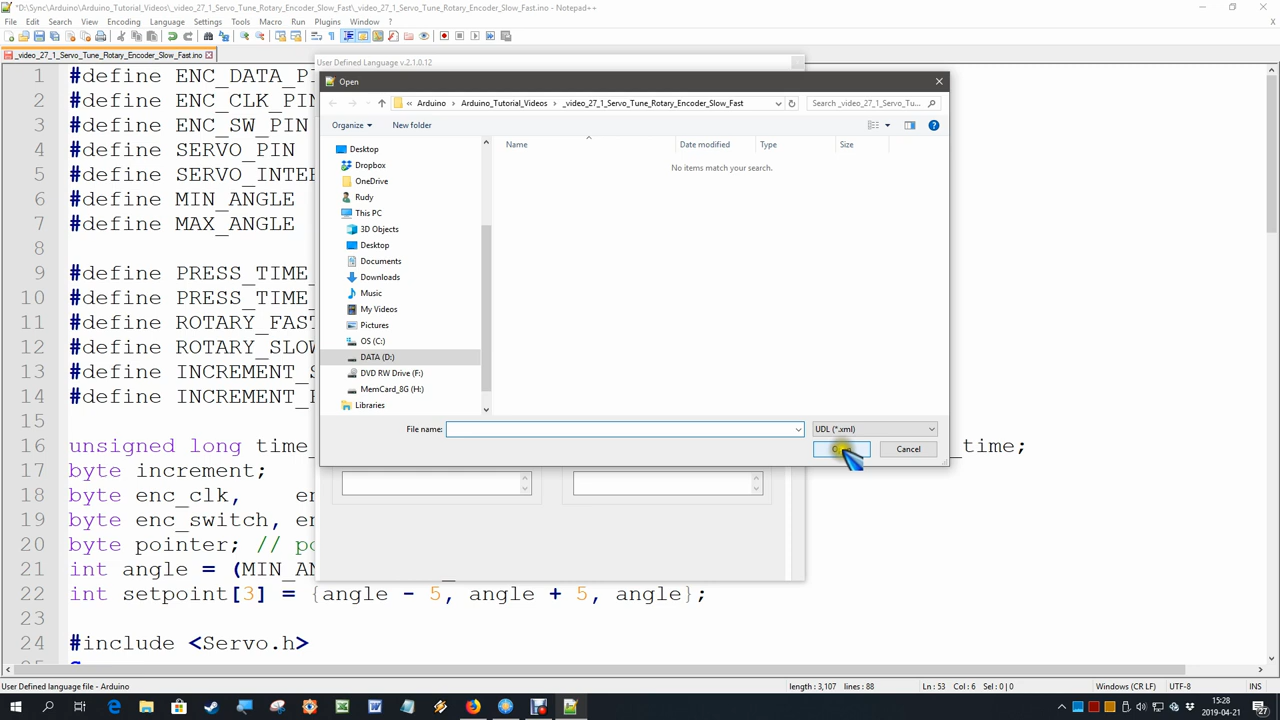 *D:\Sync\Arduino\Arduino_Tutorial_Videos\_video_27_1_Servo_Tune_Rotary_Encoder_Slow_Fast\_video_27_1_Servo_Tune_Rotary_Encoder_Slow_Fast.ino - Notepad++
File Edit Search View Encoding Language Settings Tools Macro Run Plugins Window ?
_video_27_1_Servo_Tune_Rotary_Encoder_Slow_Fast.ino
User Defined Language v.2.1.0.12
Open
« Arduino › Arduino_Tutorial_Videos › _video_27_1_Servo_Tune_Rotary_Encoder_Slow_Fast
Search _video_27_1_Servo_Tu...
Organize New folder
Name Date modified Type Size
No items match your search.
Desktop
Dropbox
OneDrive
Rudy
This PC
3D Objects
Desktop
Documents
Downloads
Music
My Videos
Pictures
OS (C:)
DATA (D:)
DVD RW Drive (F:)
MemCard_8G (H:)
Libraries
File name: UDL (*.xml)
Cancel
1 #define ENC_DATA_P
2 #define ENC_CLK_PIN
3 #define ENC_SW_PIN
4 #define SERVO_PIN
5 #define SERVO_INTE
6 #define MIN_ANGLE
7 #define MAX_ANGLE
8
9 #define PRESS_TIME_
10 #define PRESS_TIME_
11 #define ROTARY_FAS
12 #define ROTARY_SLO
13 #define INCREMENT_
14 #define INCREMENT_
15
16 unsigned long time_ _time;
17 byte increment;
18 byte enc_clk, en
19 byte enc_switch, en
20 byte pointer; // po
21 int angle = (MIN_AN
22 int setpoint[3] = {angle - 5, angle + 5, angle};
23
24 #include <Servo.h>
User Defined language file - Arduino length : 3,107 lines : 88 Ln : 53 Col : 6 Sel : 0 | 0 Windows (CR LF) UTF-8 INS
15:28
2019-04-21
27